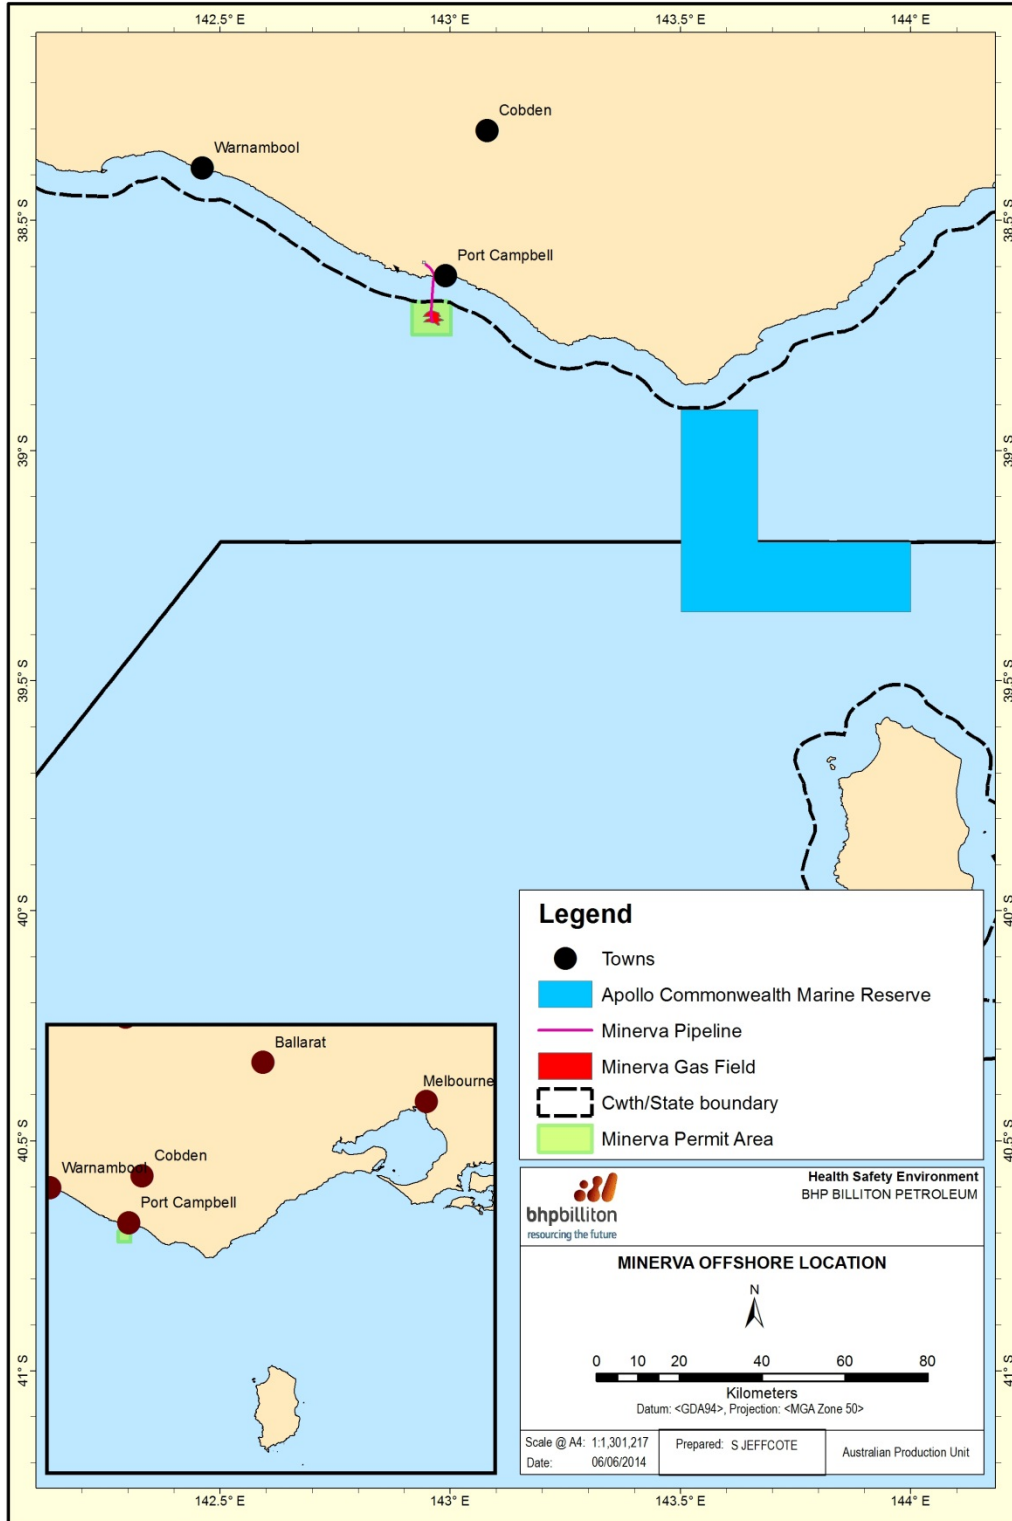 142.5° E
143° E
143.5° E
144° E
Cobden
Warnambool
38.5° S
38.5° S
Port Campbell
39° S
39° S
39.5° S
39.5° S
40° S
40° S
Legend
Towns
Apollo Commonwealth Marine Reserve
Minerva Pipeline
Minerva Gas Field
Cwth/State boundary
Minerva Permit Area
40.5° S
Ballarat
Melbourne
Cobden
Warnambool
Port Campbell
Health Safety Environment
BHP BILLITON PETROLEUM
bhpbilliton
resourcing the future
MINERVA OFFSHORE LOCATION
N
0 10 20 40 60 80
Kilometers
Datum: <GDA94>, Projection: <MGA Zone 50>
41° S
41° S
Scale @ A4: 1:1,301,217
Date: 06/06/2014
Prepared: S JEFFCOTE
Australian Production Unit
40.5° S
142.5° E
143° E
143.5° E
144° E